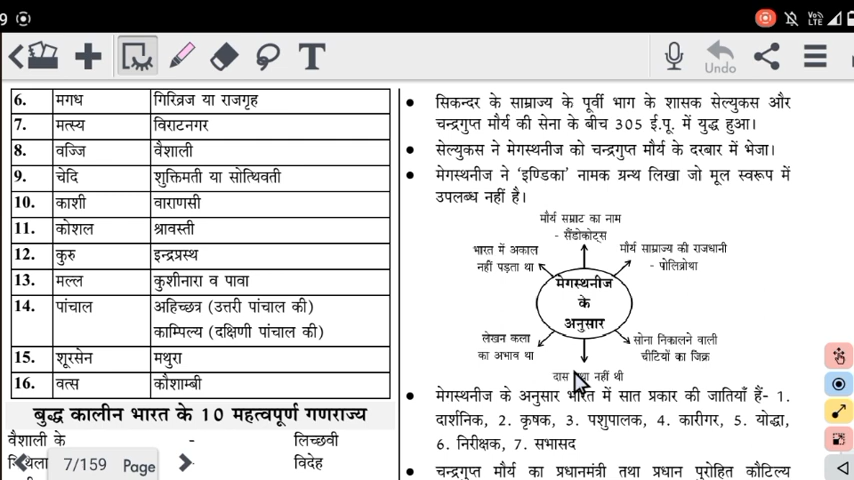 9
Vo)
LTE
T
Undo
6. मगध गिरिव्रज या राजगृह
7. मत्स्य विराटनगर
8. वज्जि वैशाली
9. चेदि शुक्तिमती या सोत्थिवती
10. काशी वाराणसी
11. कोशल श्रावस्ती
12. कुरु इन्द्रप्रस्थ
13. मल्ल कुशीनारा व पावा
14. पांचाल अहिच्छत्र (उत्तरी पांचाल की)
काम्पिल्य (दक्षिणी पांचाल की)
15. शूरसेन मथुरा
16. वत्स कौशाम्बी
बुद्ध कालीन भारत के 10 महत्वपूर्ण गणराज्य
वैशाली के - लिच्छवी
विदेह
7/159 Page
• सिकन्दर के साम्राज्य के पूर्वी भाग के शासक सेल्युकस और
चन्द्रगुप्त मौर्य की सेना के बीच 305 ई.पू. में युद्ध हुआ।
• सेल्युकस ने मेगस्थनीज को चन्द्रगुप्त मौर्य के दरबार में भेजा।
• मेगस्थनीज ने ‘इण्डिका’ नामक ग्रन्थ लिखा जो मूल स्वरूप में
उपलब्ध नहीं है।
मौर्य सम्राट का नाम
- सैंडोकोट्स
भारत में अकाल
नहीं पड़ता था
मौर्य साम्राज्य की राजधानी
- पोलिब्रोथा
मेगस्थनीज
के
अनुसार
लेखन कला
का अभाव था
सोना निकालने वाली
चीटियों का जिक्र
दास नहीं थी
• मेगस्थनीज के अनुसार भारत में सात प्रकार की जातियाँ हैं- 1.
दार्शनिक, 2. कृषक, 3. पशुपालक, 4. कारीगर, 5. योद्धा,
6. निरीक्षक, 7. सभासद
• चन्द्रगुप्त मौर्य का प्रधानमंत्री तथा प्रधान पुरोहित कौटिल्य